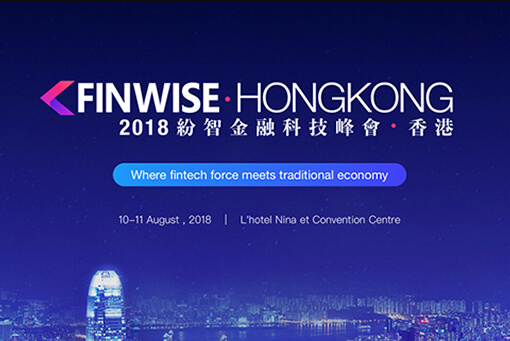 FINWISE·HONGKONG
2018 紛智金融科技峰會·香港
Where fintech force meets traditional economy
10-11 August , 2018 | L'hotel Nina et Convention Centre